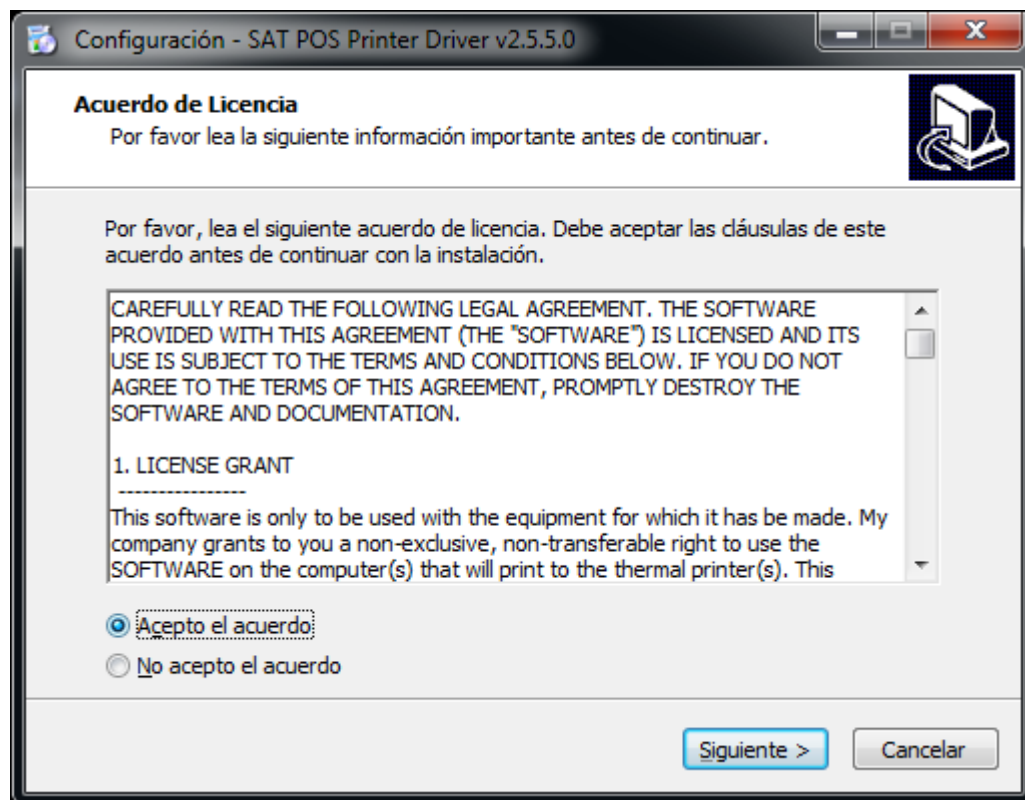 Configuración - SAT POS Printer Driver v2.5.5.0
Acuerdo de Licencia
Por favor lea la siguiente información importante antes de continuar.
Por favor, lea el siguiente acuerdo de licencia. Debe aceptar las cláusulas de este
acuerdo antes de continuar con la instalación.
CAREFULLY READ THE FOLLOWING LEGAL AGREEMENT. THE SOFTWARE
PROVIDED WITH THIS AGREEMENT (THE "SOFTWARE") IS LICENSED AND ITS
USE IS SUBJECT TO THE TERMS AND CONDITIONS BELOW. IF YOU DO NOT
AGREE TO THE TERMS OF THIS AGREEMENT, PROMPTLY DESTROY THE
SOFTWARE AND DOCUMENTATION.
1. LICENSE GRANT
----------------
This software is only to be used with the equipment for which it has be made. My
company grants to you a non-exclusive, non-transferable right to use the
SOFTWARE on the computer(s) that will print to the thermal printer(s). This
Acepto el acuerdo
No acepto el acuerdo
Siguiente >
Cancelar